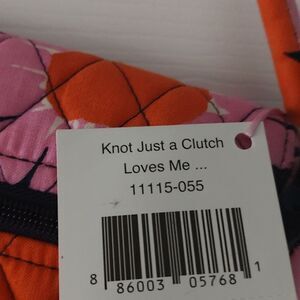 Knot Just a Clutch
Loves Me ...
11115-055
8 86003 05768 1